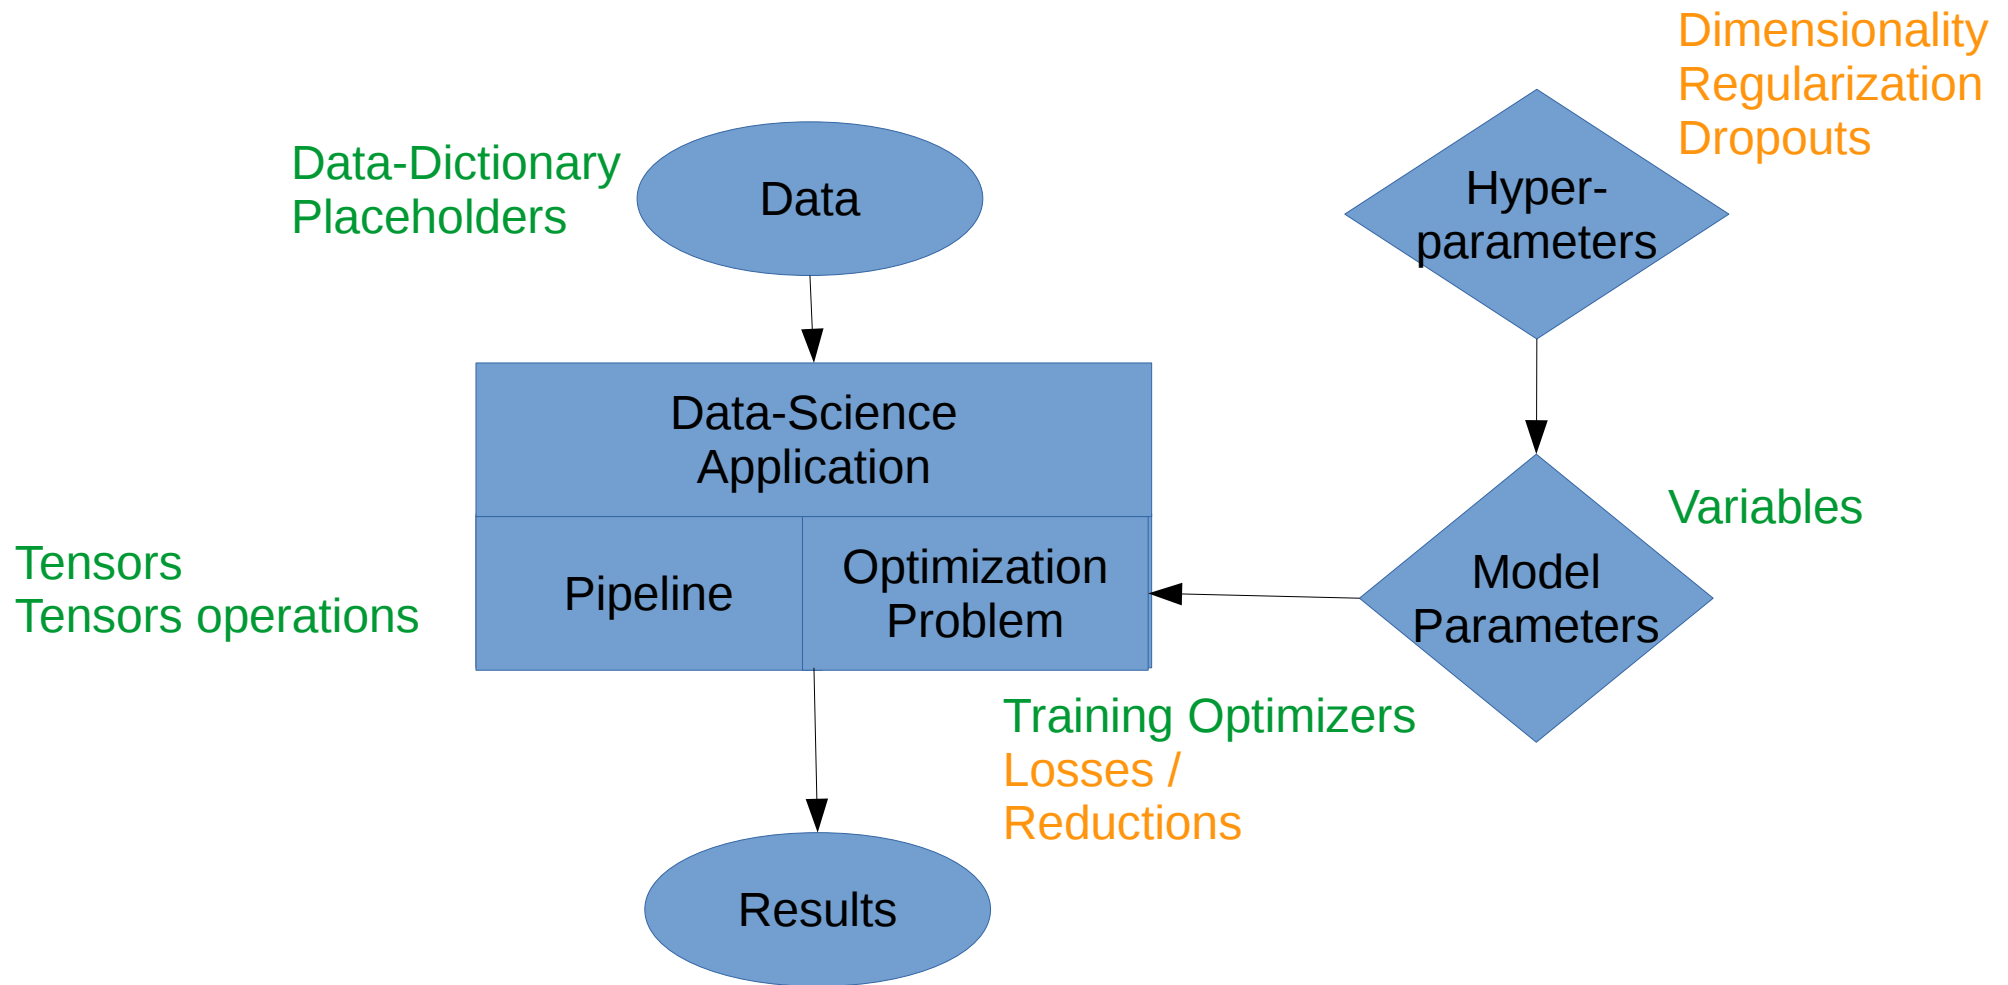 Dimensionality
Regularization
Dropouts
Data-Dictionary
Placeholders
Data
Hyper-
parameters
Data-Science
Application
Variables
Tensors
Tensors operations
Pipeline
Optimization
Problem
Model
Parameters
Training Optimizers
Losses /
Reductions
Results